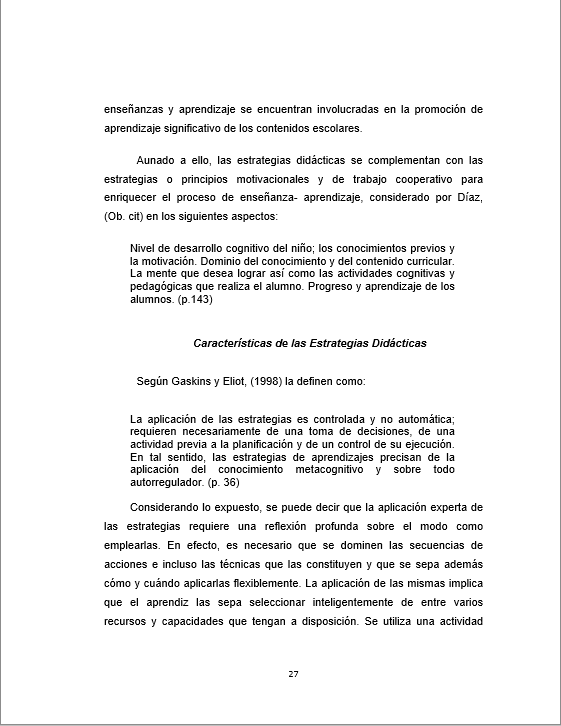 enseñanzas y aprendizaje se encuentran involucradas en la promoción de
aprendizaje significativo de los contenidos escolares.
Aunado a ello, las estrategias didácticas se complementan con las
estrategias o principios motivacionales y de trabajo cooperativo para
enriquecer el proceso de enseñanza- aprendizaje, considerado por Díaz,
(Ob. cit) en los siguientes aspectos:
Nivel de desarrollo cognitivo del niño; los conocimientos previos y
la motivación. Dominio del conocimiento y del contenido curricular.
La mente que desea lograr así como las actividades cognitivas y
pedagógicas que realiza el alumno. Progreso y aprendizaje de los
alumnos. (p.143)
Características de las Estrategias Didácticas
Según Gaskins y Eliot, (1998) la definen como:
La aplicación de las estrategias es controlada y no automática;
requieren necesariamente de una toma de decisiones, de una
actividad previa a la planificación y de un control de su ejecución.
En tal sentido, las estrategias de aprendizajes precisan de la
aplicación del conocimiento metacognitivo y sobre todo
autorregulador. (p. 36)
Considerando lo expuesto, se puede decir que la aplicación experta de
las estrategias requiere una reflexión profunda sobre el modo como
emplearlas. En efecto, es necesario que se dominen las secuencias de
acciones e incluso las técnicas que las constituyen y que se sepa además
cómo y cuándo aplicarlas flexiblemente. La aplicación de las mismas implica
que el aprendiz las sepa seleccionar inteligentemente de entre varios
recursos y capacidades que tengan a disposición. Se utiliza una actividad
27